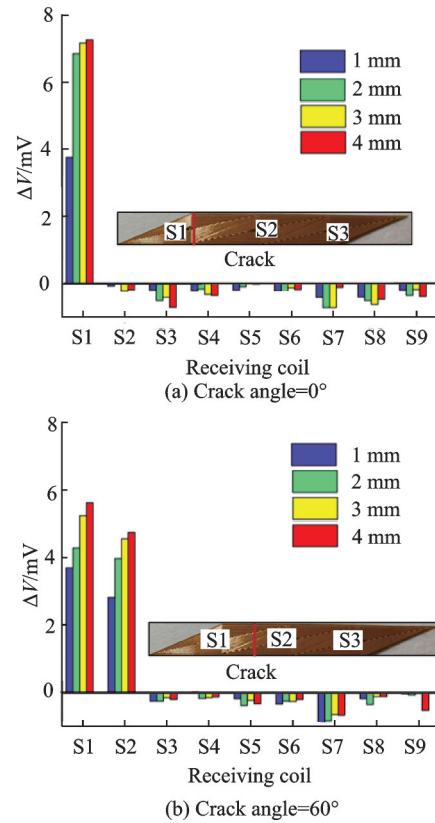 8
6
4
2
0
ΔV/mV
1 mm
2 mm
3 mm
4 mm
S1 S2 S3
Crack
S1 S2 S3 S4 S5 S6 S7 S8 S9
Receiving coil
(a) Crack angle=0°
8
6
4
2
0
ΔV/mV
1 mm
2 mm
3 mm
4 mm
S1 S2 S3
Crack
S1 S2 S3 S4 S5 S6 S7 S8 S9
Receiving coil
(b) Crack angle=60°